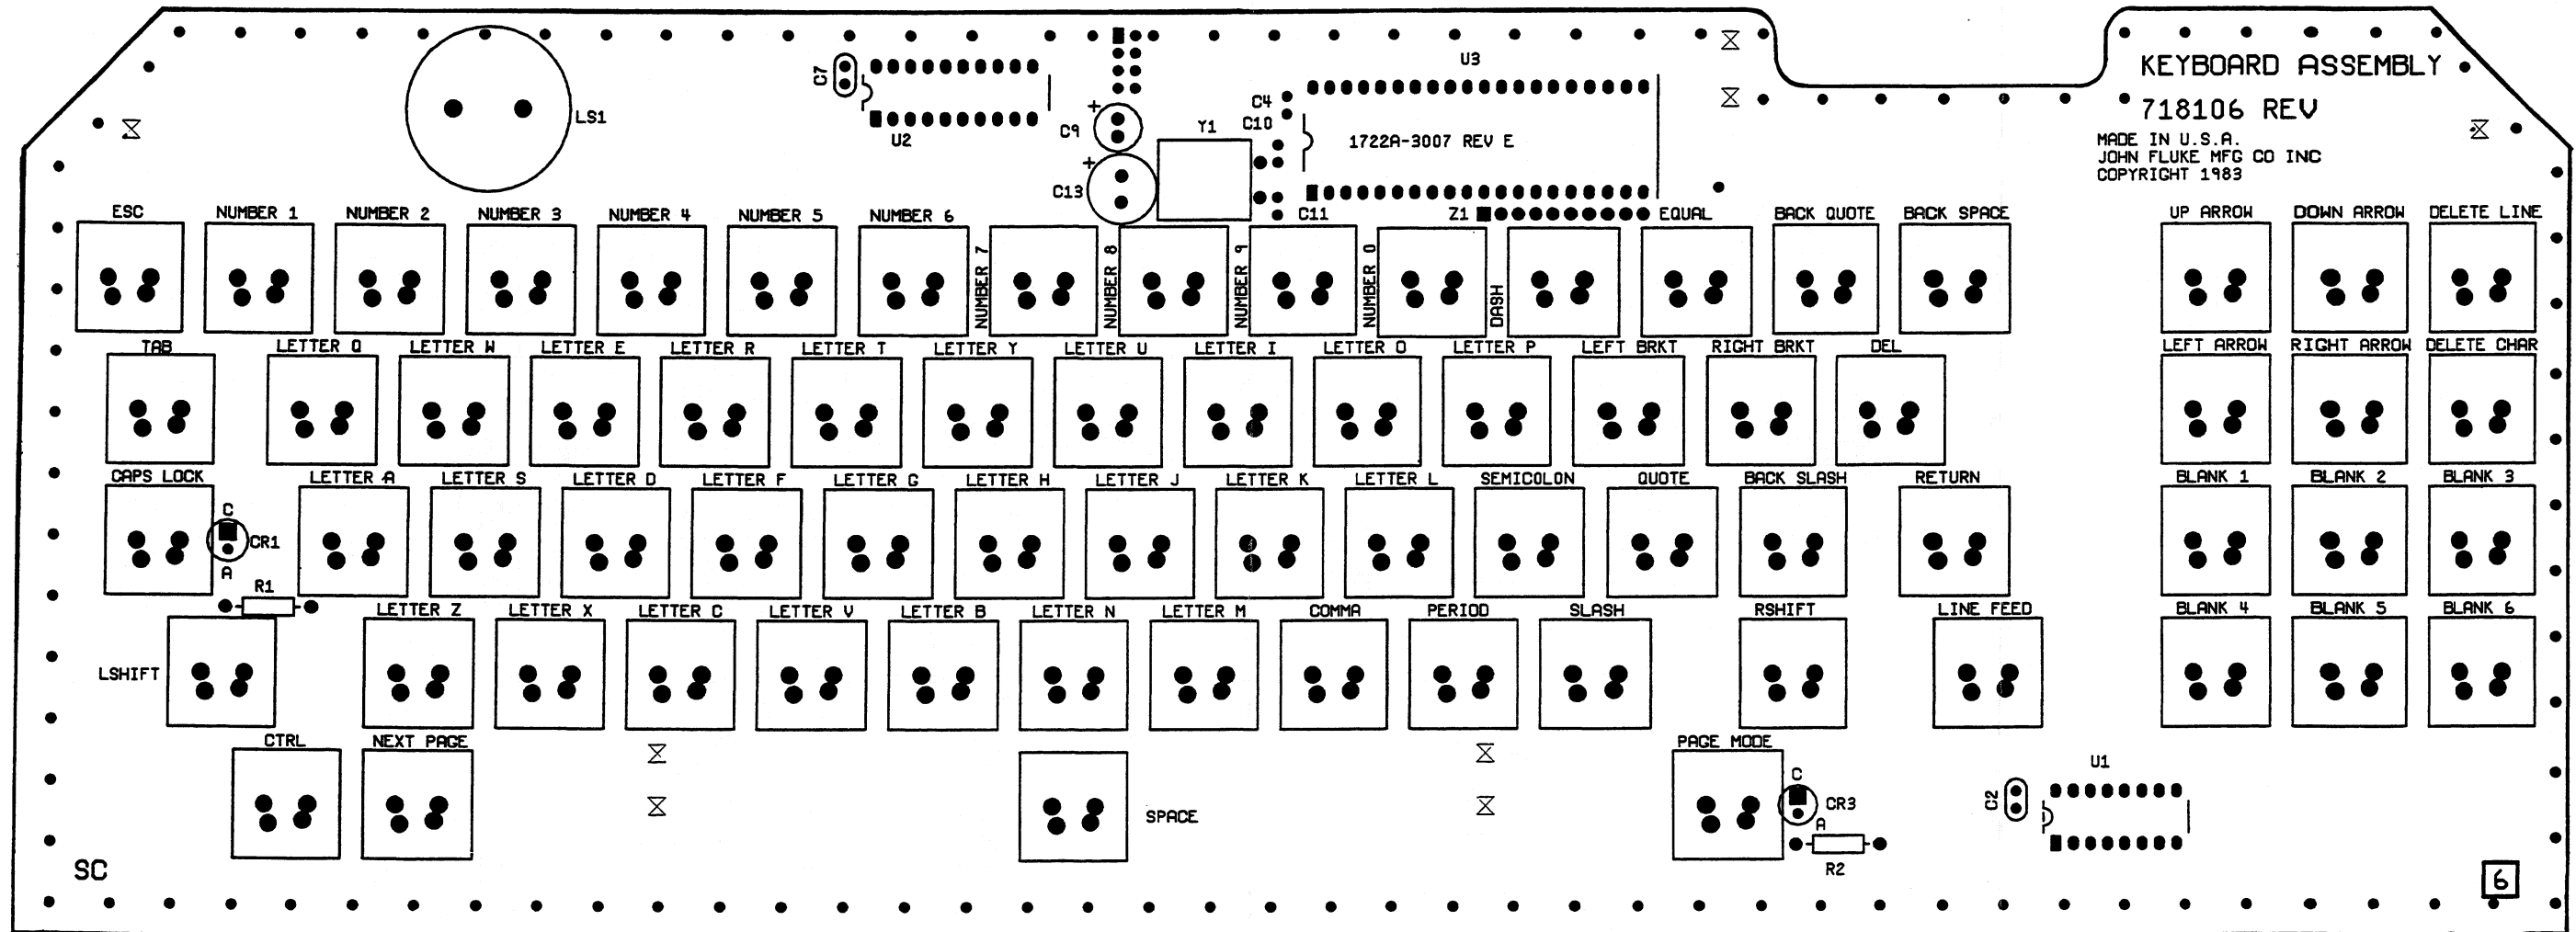 KEYBOARD ASSEMBLY
718106 REV
MADE IN U.S.A.
JOHN FLUKE MFG CO INC
COPYRIGHT 1983
LS1
C7
U2
+
C9
+
C13
Y1
C4
C10
U3
1722A-3007 REV E
C11
Z1
ESC
NUMBER 1
NUMBER 2
NUMBER 3
NUMBER 4
NUMBER 5
NUMBER 6
NUMBER 7
NUMBER 8
NUMBER 9
NUMBER 0
DASH
EQUAL
BACK QUOTE
BACK SPACE
UP ARROW
DOWN ARROW
DELETE LINE
TAB
LETTER Q
LETTER W
LETTER E
LETTER R
LETTER T
LETTER Y
LETTER U
LETTER I
LETTER O
LETTER P
LEFT BRKT
RIGHT BRKT
DEL
LEFT ARROW
RIGHT ARROW
DELETE CHAR
CAPS LOCK
C
CR1
A
R1
LETTER A
LETTER S
LETTER D
LETTER F
LETTER G
LETTER H
LETTER J
LETTER K
LETTER L
SEMICOLON
QUOTE
BACK SLASH
RETURN
BLANK 1
BLANK 2
BLANK 3
LSHIFT
LETTER Z
LETTER X
LETTER C
LETTER V
LETTER B
LETTER N
LETTER M
COMMA
PERIOD
SLASH
RSHIFT
LINE FEED
BLANK 4
BLANK 5
BLANK 6
CTRL
NEXT PAGE
SPACE
PAGE MODE
C
CR3
A
R2
C2
U1
SC
6